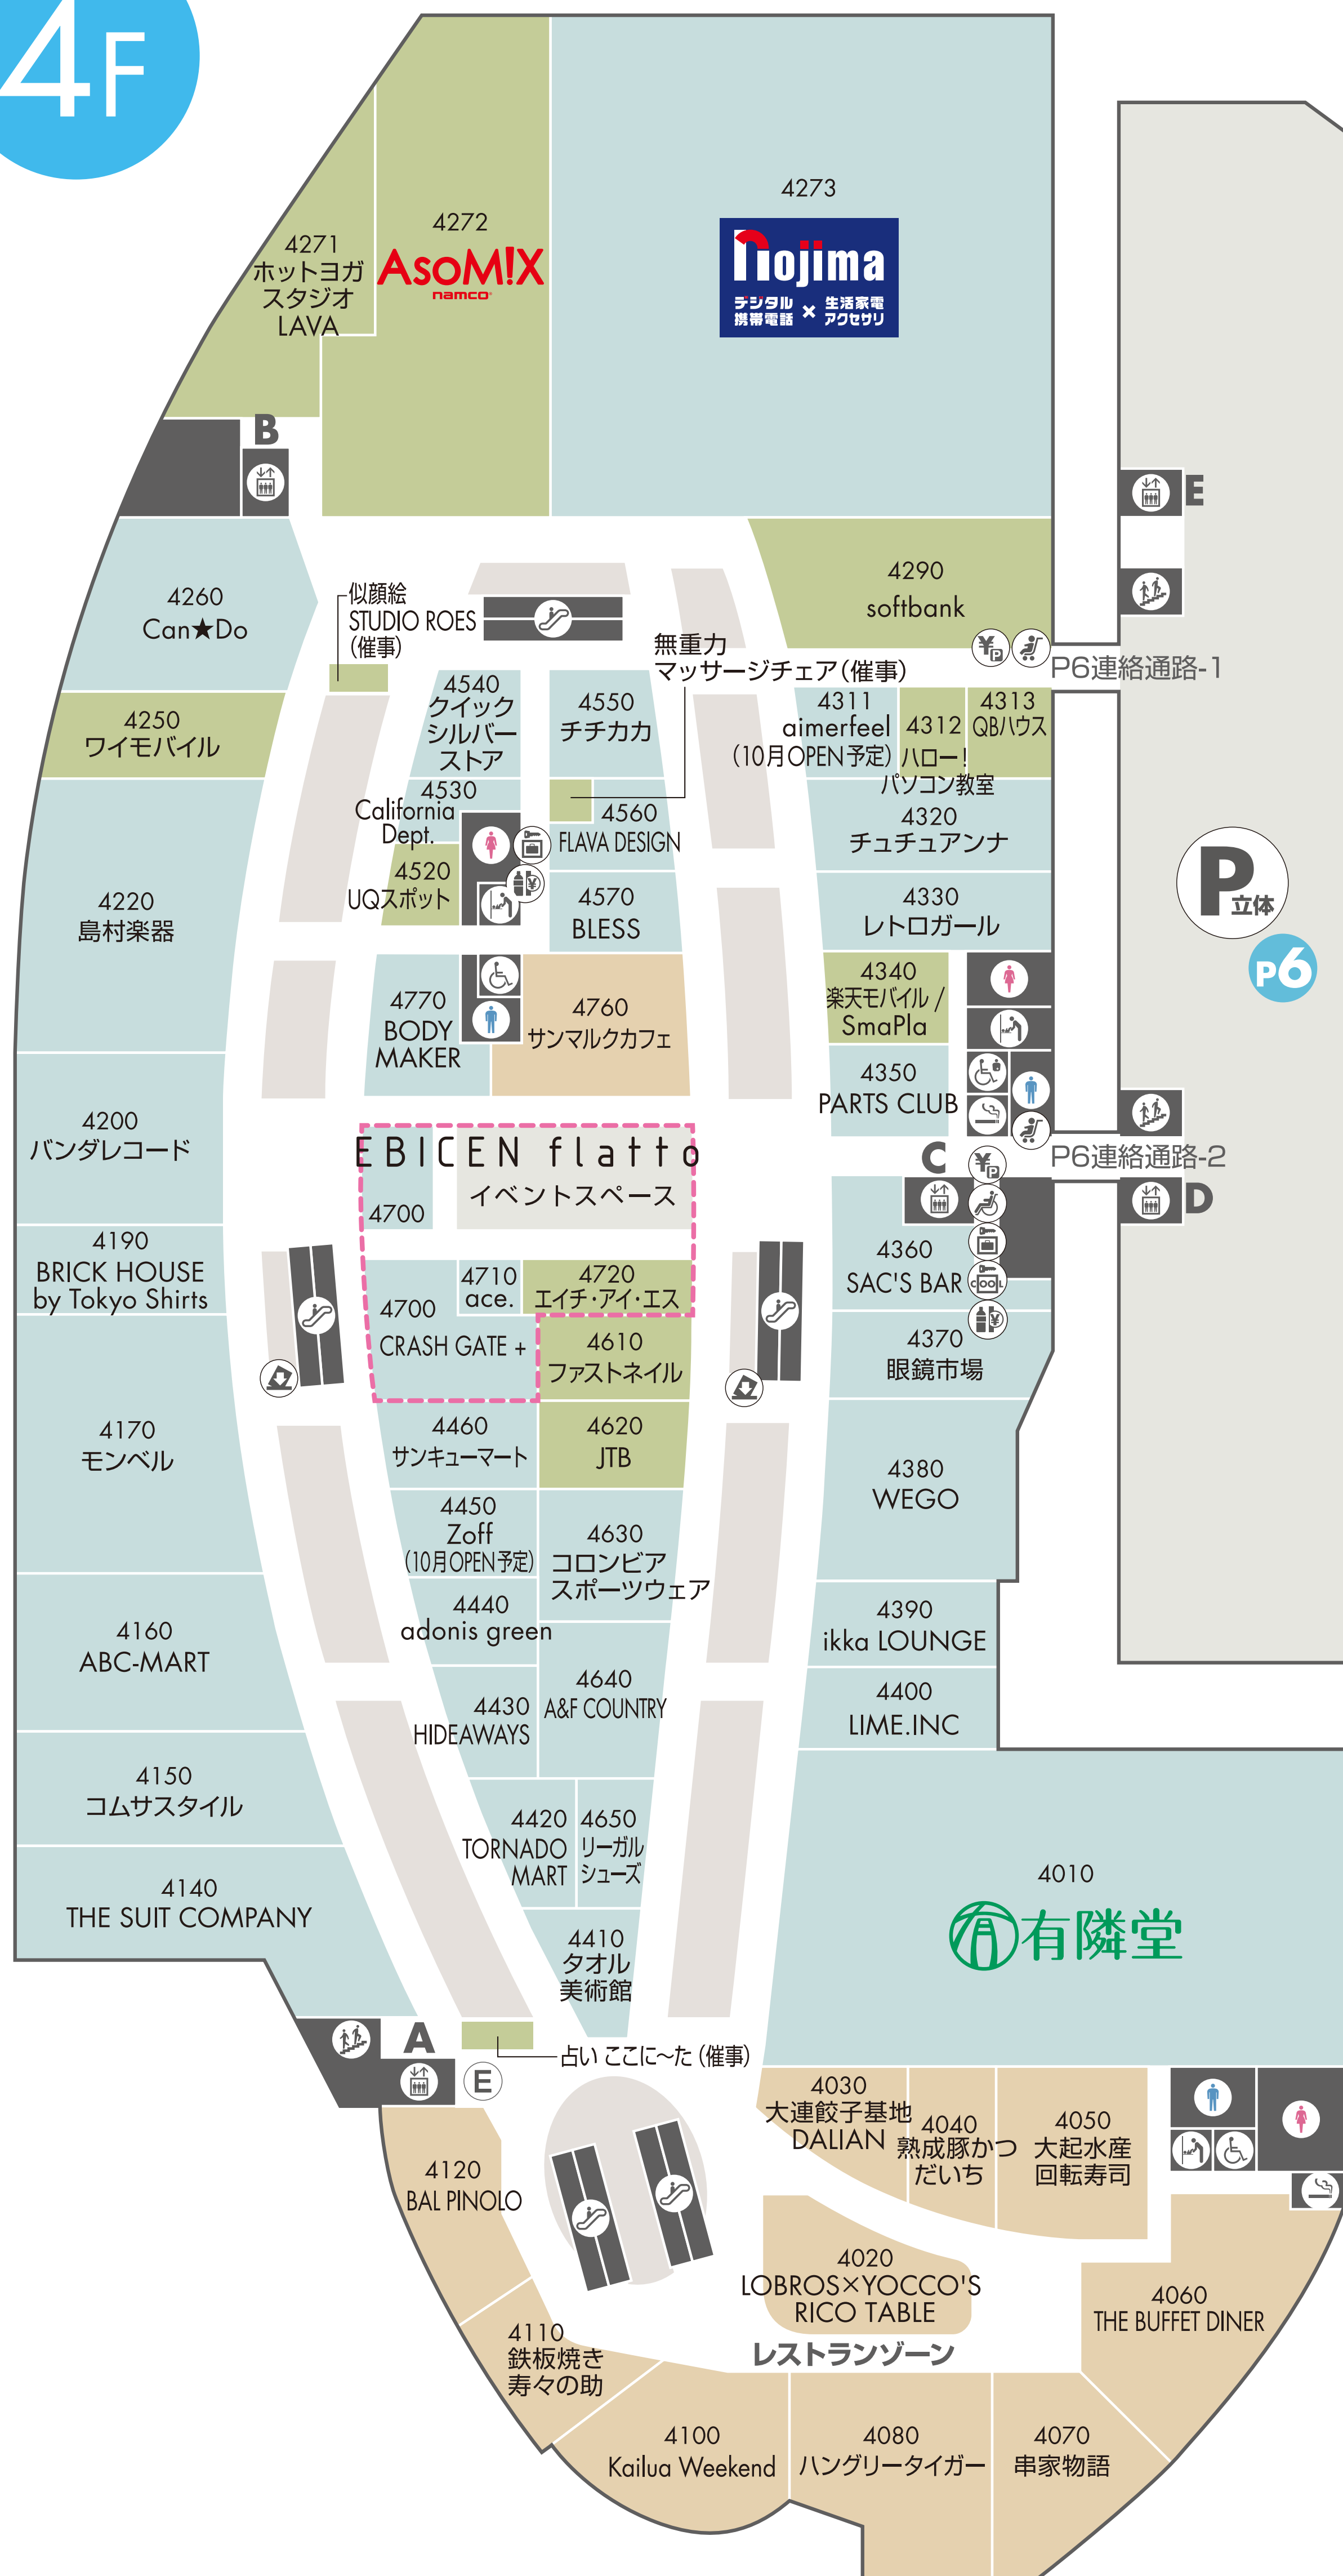 4F
4273
nojima
デジタル
携帯電話
×
生活家電
アクセサリ
4272
AsoM!X
namco
4271
ホットヨガ
スタジオ
LAVA
B
E
4260
Can★Do
似顔絵
STUDIO ROES
(催事)
4290
softbank
無重力
マッサージチェア(催事)
P6連絡通路-1
4250
ワイモバイル
4540
クイック
シルバー
ストア
4550
チチカカ
4311
aimerfeel
(10月OPEN予定)
4312
ハロー!
パソコン教室
4313
QBハウス
4530
California
Dept.
4560
FLAVA DESIGN
4320
チュチュアンナ
4520
UQスポット
4570
BLESS
4330
レトロガール
P
立体
P6
4220
島村楽器
4770
BODY
MAKER
4760
サンマルクカフェ
4340
楽天モバイル /
SmaPla
4350
PARTS CLUB
4200
バンダレコード
EBICEN flatto
イベントスペース
4700
C
P6連絡通路-2
D
4190
BRICK HOUSE
by Tokyo Shirts
4710
ace.
4720
エイチ・アイ・エス
4360
SAC'S BAR
COOL
4700
CRASH GATE +
4610
ファストネイル
4370
眼鏡市場
4170
モンベル
4460
サンキューマート
4620
JTB
4380
WEGO
4450
Zoff
(10月OPEN予定)
4630
コロンビア
スポーツウェア
4160
ABC-MART
4440
adonis green
4390
ikka LOUNGE
4430
HIDEAWAYS
4640
A&F COUNTRY
4400
LIME.INC
4150
コムサスタイル
4420
TORNADO
MART
4650
リーガル
シューズ
4140
THE SUIT COMPANY
4010
有隣堂
4410
タオル
美術館
A
E
占い ここに〜た (催事)
4030
大連餃子基地
DALIAN
4040
熟成豚かつ
だいち
4050
大起水産
回転寿司
4120
BAL PINOLO
4020
LOBROS×YOCCO'S
RICO TABLE
4060
THE BUFFET DINER
4110
鉄板焼き
寿々の助
レストランゾーン
4100
Kailua Weekend
4080
ハングリータイガー
4070
串家物語